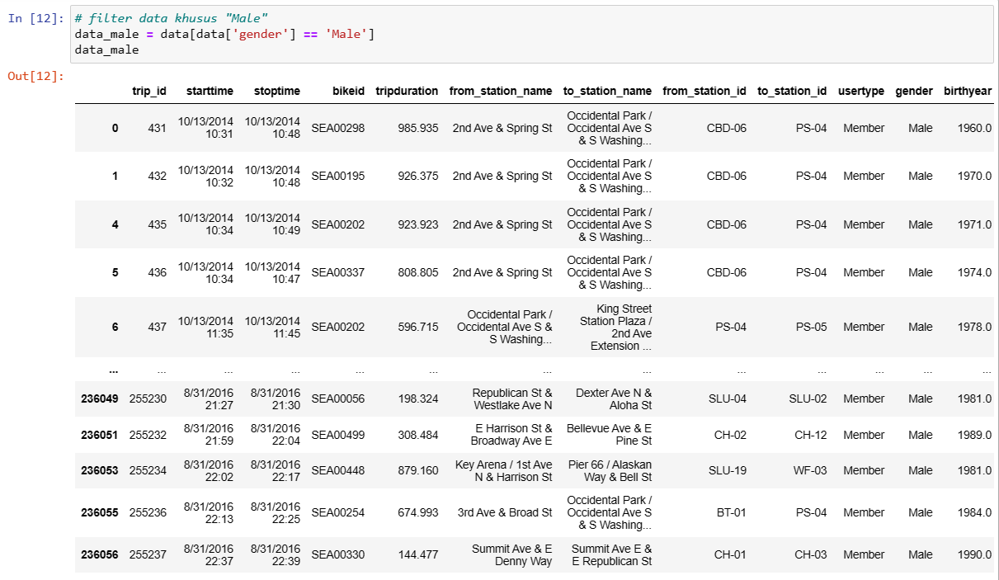 In [12]: # filter data khusus "Male"
data_male = data[data['gender'] == 'Male']
data_male
Out[12]:
trip_id starttime stoptime bikeid tripduration from_station_name to_station_name from_station_id to_station_id usertype gender birthyear
0 431 10/13/2014 10:31 10/13/2014 10:48 SEA00298 985.935 2nd Ave & Spring St Occidental Park / Occidental Ave S & S Washing... CBD-06 PS-04 Member Male 1960.0
1 432 10/13/2014 10:32 10/13/2014 10:48 SEA00195 926.375 2nd Ave & Spring St Occidental Park / Occidental Ave S & S Washing... CBD-06 PS-04 Member Male 1970.0
4 435 10/13/2014 10:34 10/13/2014 10:49 SEA00202 923.923 2nd Ave & Spring St Occidental Park / Occidental Ave S & S Washing... CBD-06 PS-04 Member Male 1971.0
5 436 10/13/2014 10:34 10/13/2014 10:47 SEA00337 808.805 2nd Ave & Spring St Occidental Park / Occidental Ave S & S Washing... CBD-06 PS-04 Member Male 1974.0
6 437 10/13/2014 11:35 10/13/2014 11:45 SEA00202 596.715 Occidental Park / Occidental Ave S & S Washing... King Street Station Plaza / 2nd Ave Extension ... PS-04 PS-05 Member Male 1978.0
... ... ... ... ... ... ... ... ... ... ... ... ...
236049 255230 8/31/2016 21:27 8/31/2016 21:30 SEA00056 198.324 Republican St & Westlake Ave N Dexter Ave N & Aloha St SLU-04 SLU-02 Member Male 1981.0
236051 255232 8/31/2016 21:59 8/31/2016 22:04 SEA00499 308.484 E Harrison St & Broadway Ave E Bellevue Ave & E Pine St CH-02 CH-12 Member Male 1989.0
236053 255234 8/31/2016 22:02 8/31/2016 22:17 SEA00448 879.160 Key Arena / 1st Ave N & Harrison St Pier 66 / Alaskan Way & Bell St SLU-19 WF-03 Member Male 1981.0
236055 255236 8/31/2016 22:13 8/31/2016 22:25 SEA00254 674.993 3rd Ave & Broad St Occidental Park / Occidental Ave S & S Washing... BT-01 PS-04 Member Male 1984.0
236056 255237 8/31/2016 22:37 8/31/2016 22:39 SEA00330 144.477 Summit Ave & E Denny Way Summit Ave E & E Republican St CH-01 CH-03 Member Male 1990.0